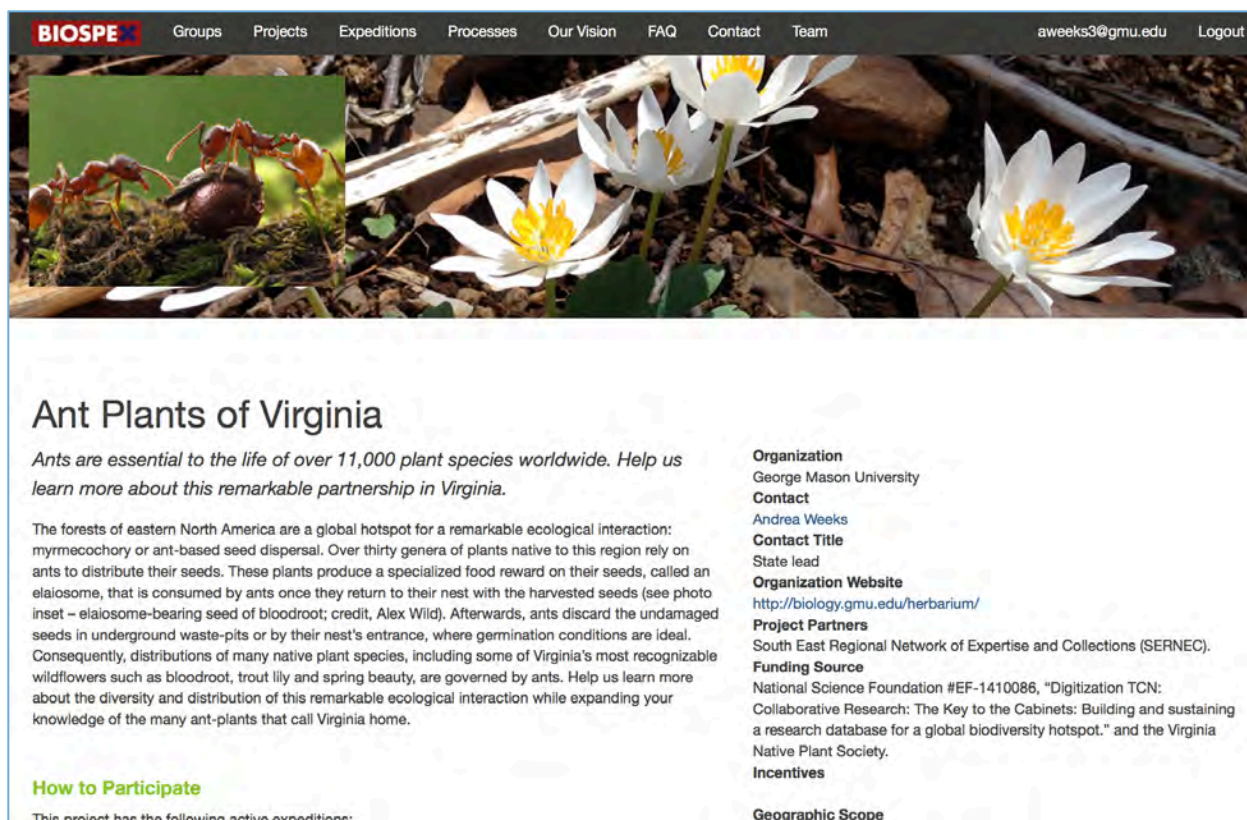 BIOSPEX Groups Projects Expeditions Processes Our Vision FAQ Contact Team aweeks3@gmu.edu Logout
Ant Plants of Virginia
Ants are essential to the life of over 11,000 plant species worldwide. Help us
learn more about this remarkable partnership in Virginia.
The forests of eastern North America are a global hotspot for a remarkable ecological interaction:
myrmecochory or ant-based seed dispersal. Over thirty genera of plants native to this region rely on
ants to distribute their seeds. These plants produce a specialized food reward on their seeds, called an
elaiosome, that is consumed by ants once they return to their nest with the harvested seeds (see photo
inset – elaiosome-bearing seed of bloodroot; credit, Alex Wild). Afterwards, ants discard the undamaged
seeds in underground waste-pits or by their nest's entrance, where germination conditions are ideal.
Consequently, distributions of many native plant species, including some of Virginia's most recognizable
wildflowers such as bloodroot, trout lily and spring beauty, are governed by ants. Help us learn more
about the diversity and distribution of this remarkable ecological interaction while expanding your
knowledge of the many ant-plants that call Virginia home.
How to Participate
This project has the following active expeditions:
Organization
George Mason University
Contact
Andrea Weeks
Contact Title
State lead
Organization Website
http://biology.gmu.edu/herbarium/
Project Partners
South East Regional Network of Expertise and Collections (SERNEC).
Funding Source
National Science Foundation #EF-1410086, "Digitization TCN:
Collaborative Research: The Key to the Cabinets: Building and sustaining
a research database for a global biodiversity hotspot." and the Virginia
Native Plant Society.
Incentives
Geographic Scope